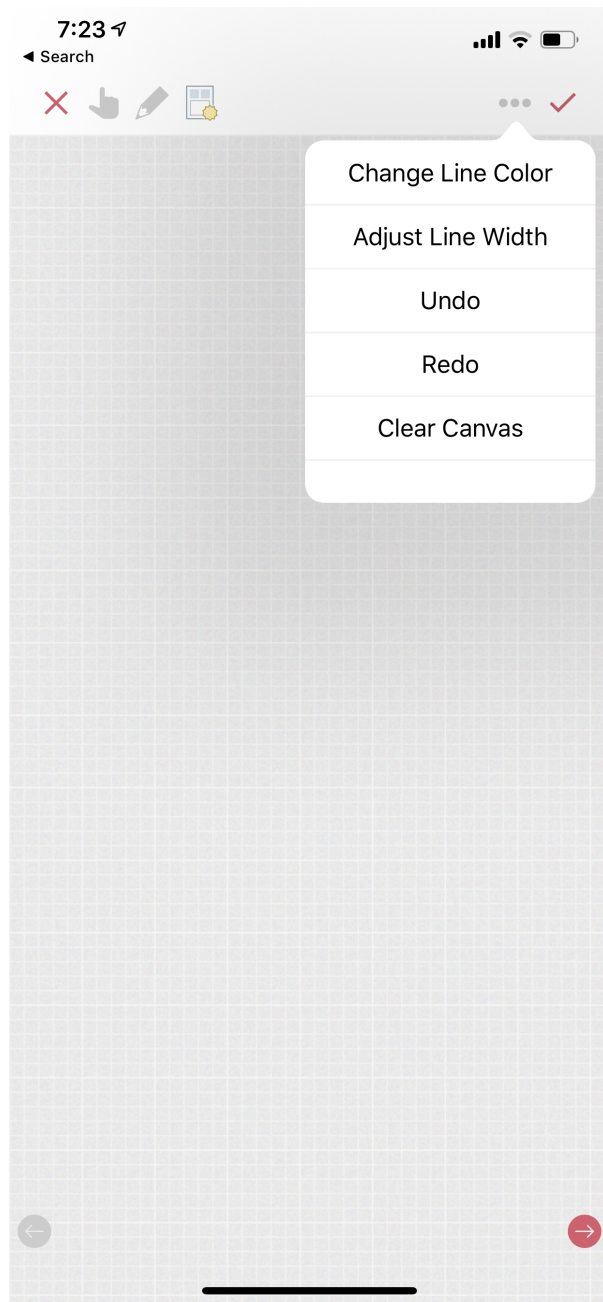 7:23
◀ Search
Change Line Color
Adjust Line Width
Undo
Redo
Clear Canvas